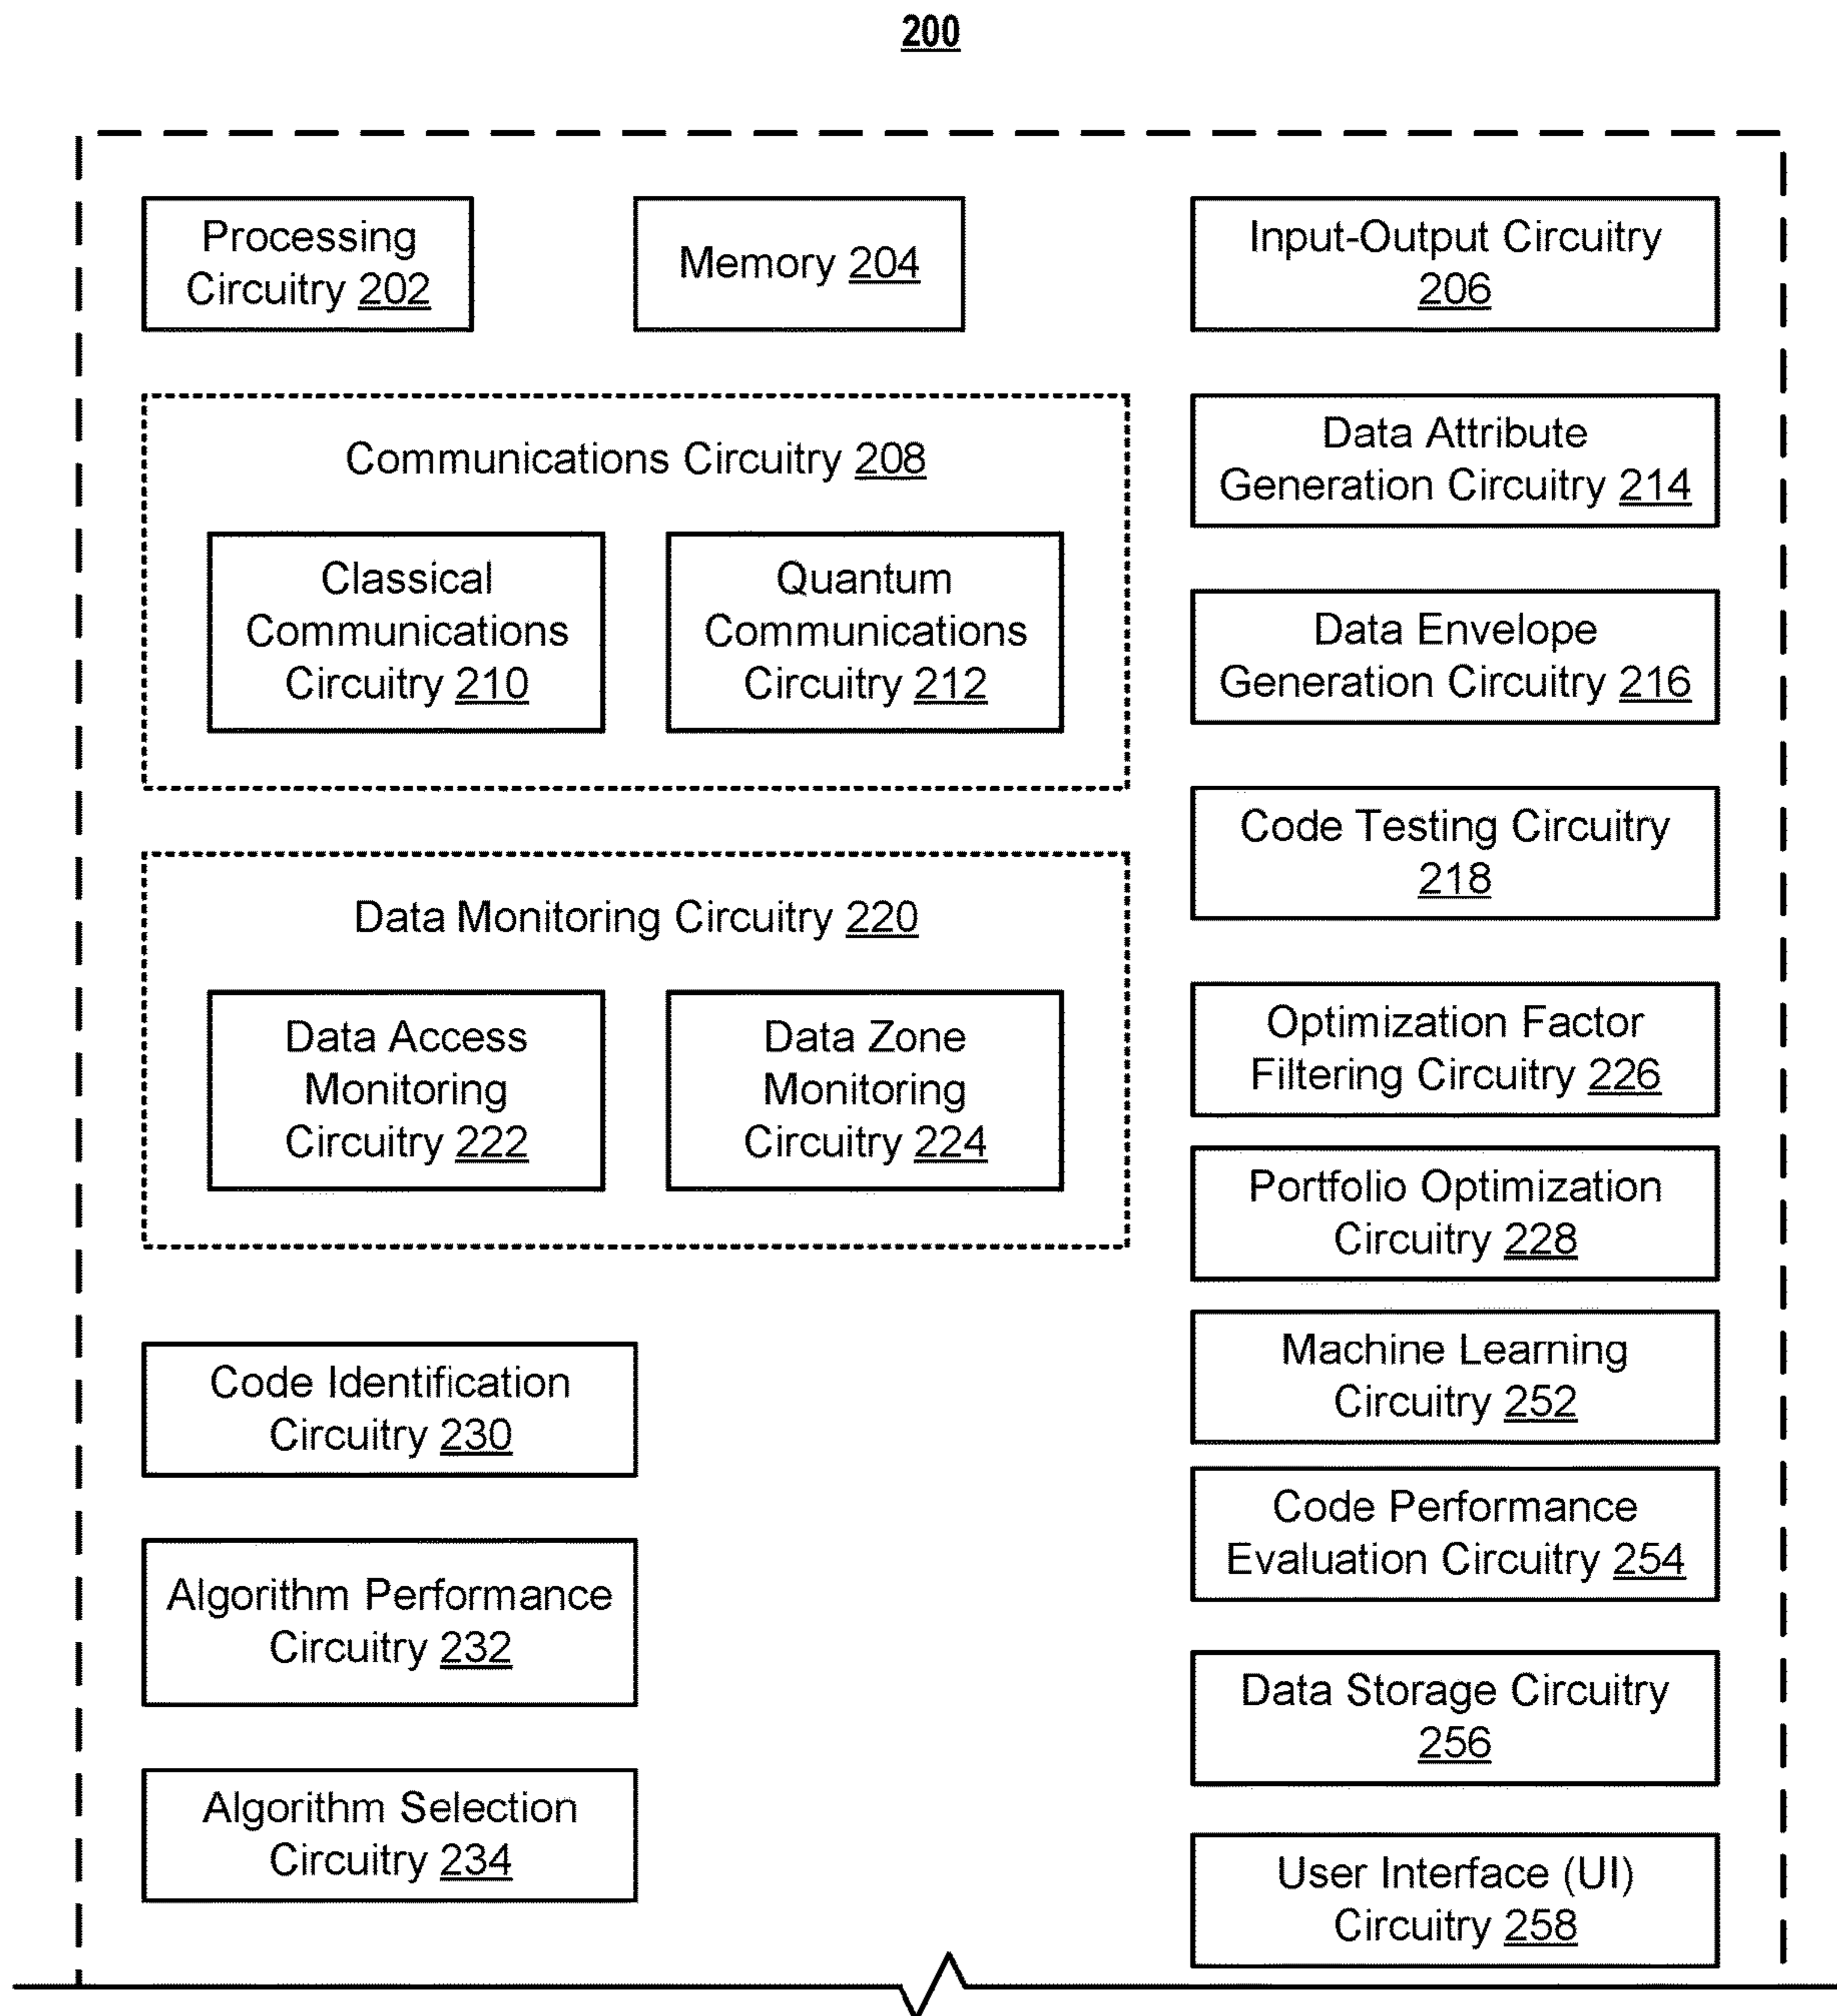 200
Processing
Circuitry 202
Memory 204
Input-Output Circuitry
206
Communications Circuitry 208
Classical
Communications
Circuitry 210
Quantum
Communications
Circuitry 212
Data Attribute
Generation Circuitry 214
Data Envelope
Generation Circuitry 216
Code Testing Circuitry
218
Data Monitoring Circuitry 220
Data Access
Monitoring
Circuitry 222
Data Zone
Monitoring
Circuitry 224
Optimization Factor
Filtering Circuitry 226
Portfolio Optimization
Circuitry 228
Machine Learning
Circuitry 252
Code Performance
Evaluation Circuitry 254
Data Storage Circuitry
256
User Interface (UI)
Circuitry 258
Code Identification
Circuitry 230
Algorithm Performance
Circuitry 232
Algorithm Selection
Circuitry 234